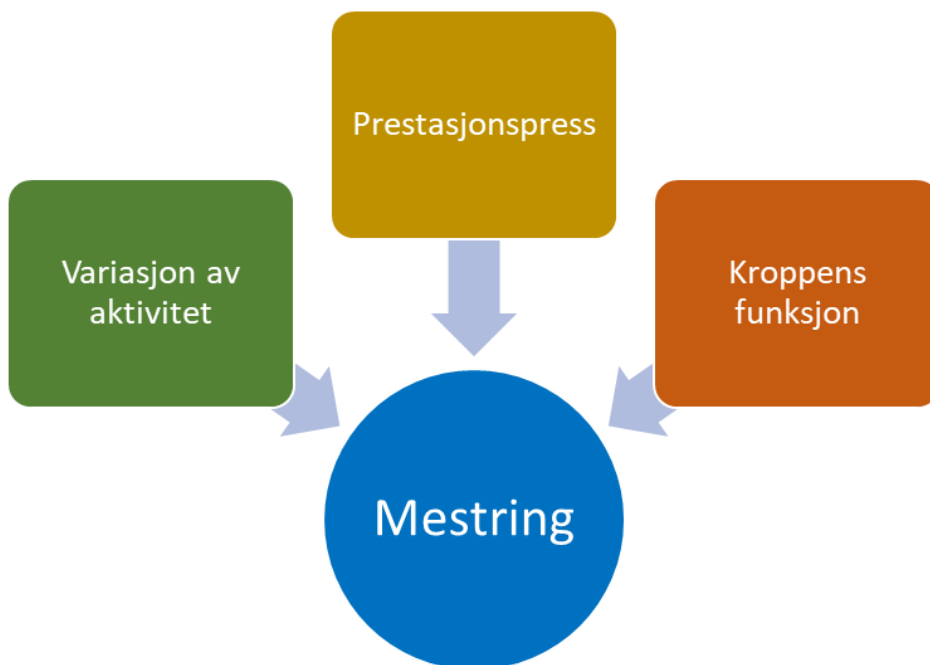 Prestasjonspress
Variasjon av
aktivitet
Kroppens
funksjon
Mestring